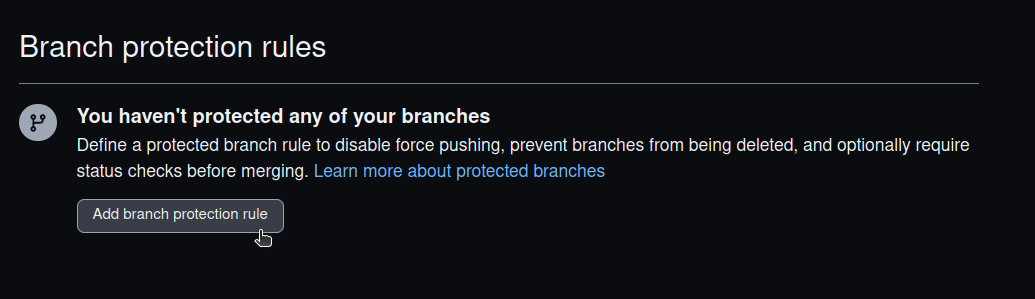 Branch protection rules
You haven't protected any of your branches
Define a protected branch rule to disable force pushing, prevent branches from being deleted, and optionally require
status checks before merging. Learn more about protected branches
Add branch protection rule